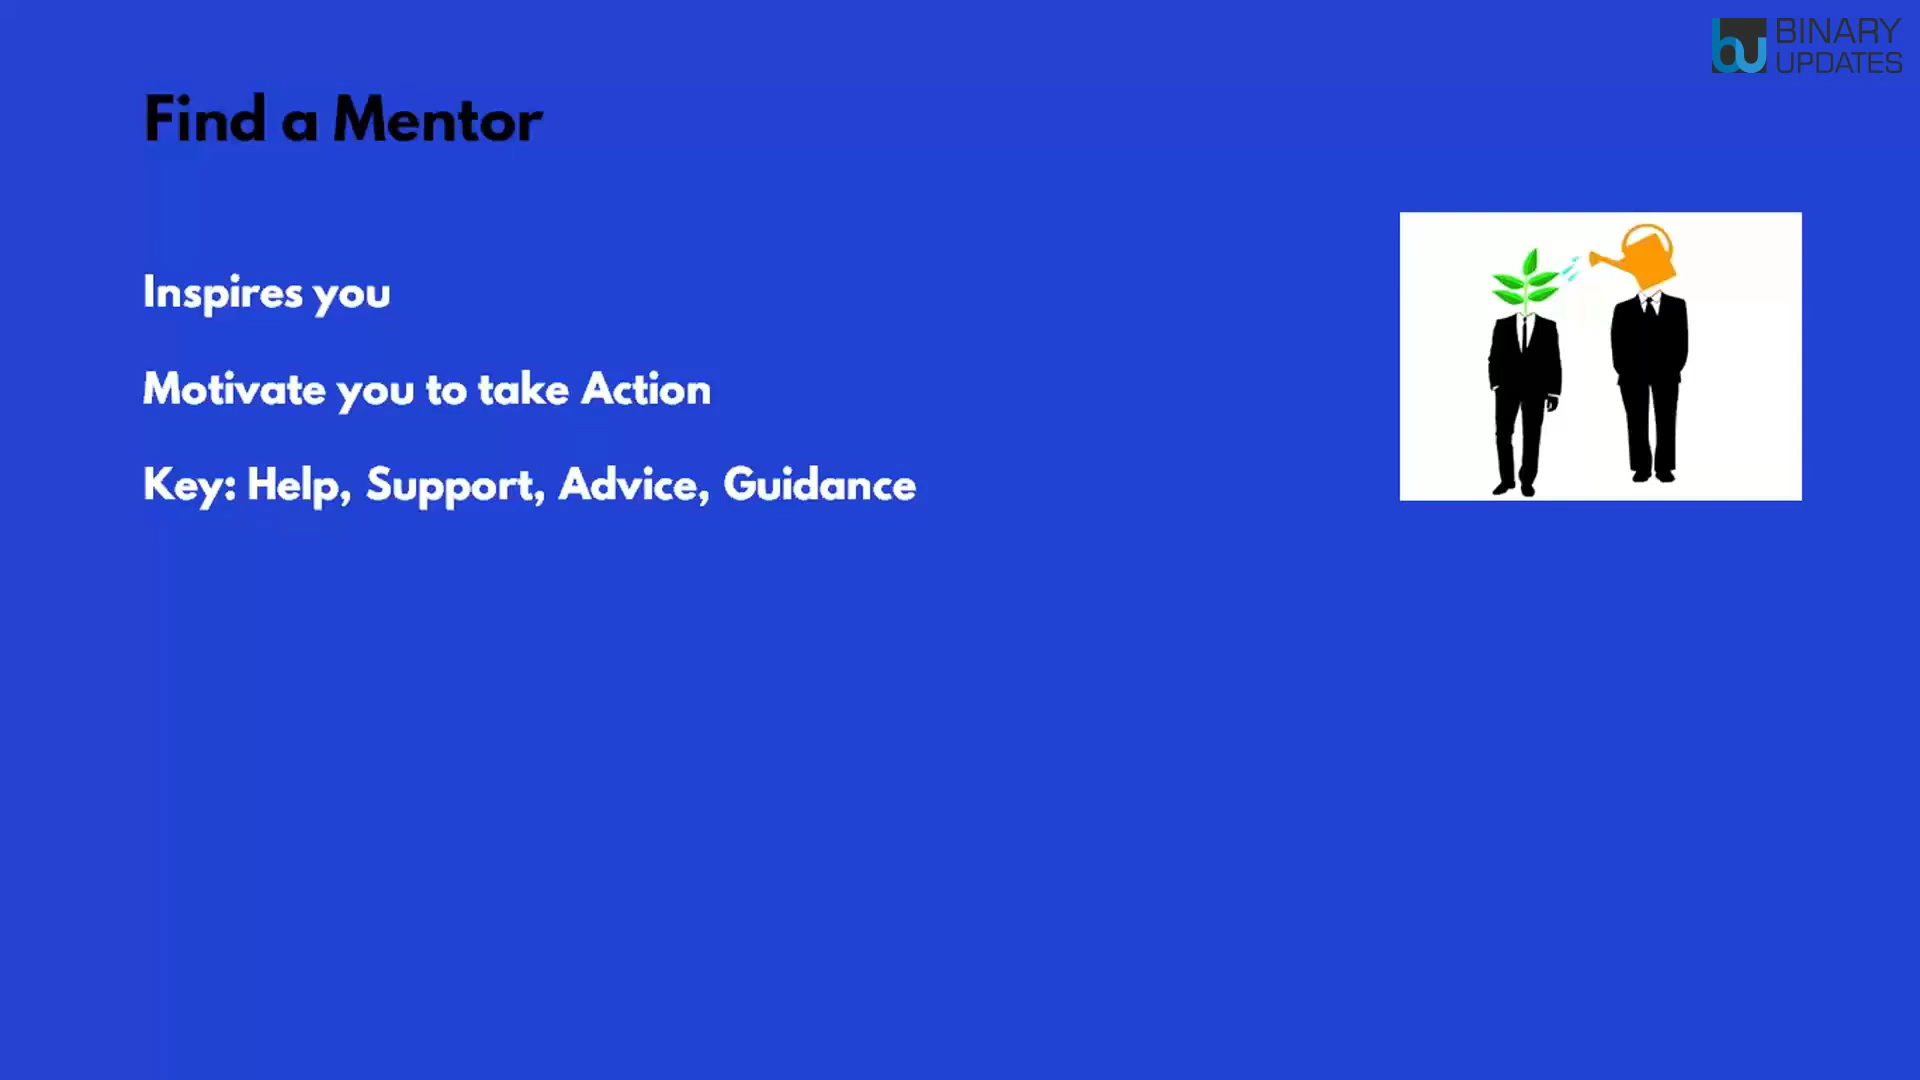 BINARY
UPDATES
Find a Mentor
Inspires you
Motivate you to take Action
Key: Help, Support, Advice, Guidance